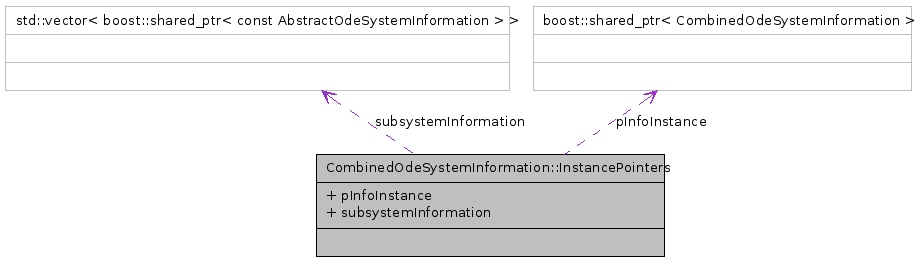 std::vector< boost::shared_ptr< const AbstractOdeSystemInformation > >
boost::shared_ptr< CombinedOdeSystemInformation >
subsystemInformation
pInfoInstance
CombinedOdeSystemInformation::InstancePointers
+ pInfoInstance
+ subsystemInformation